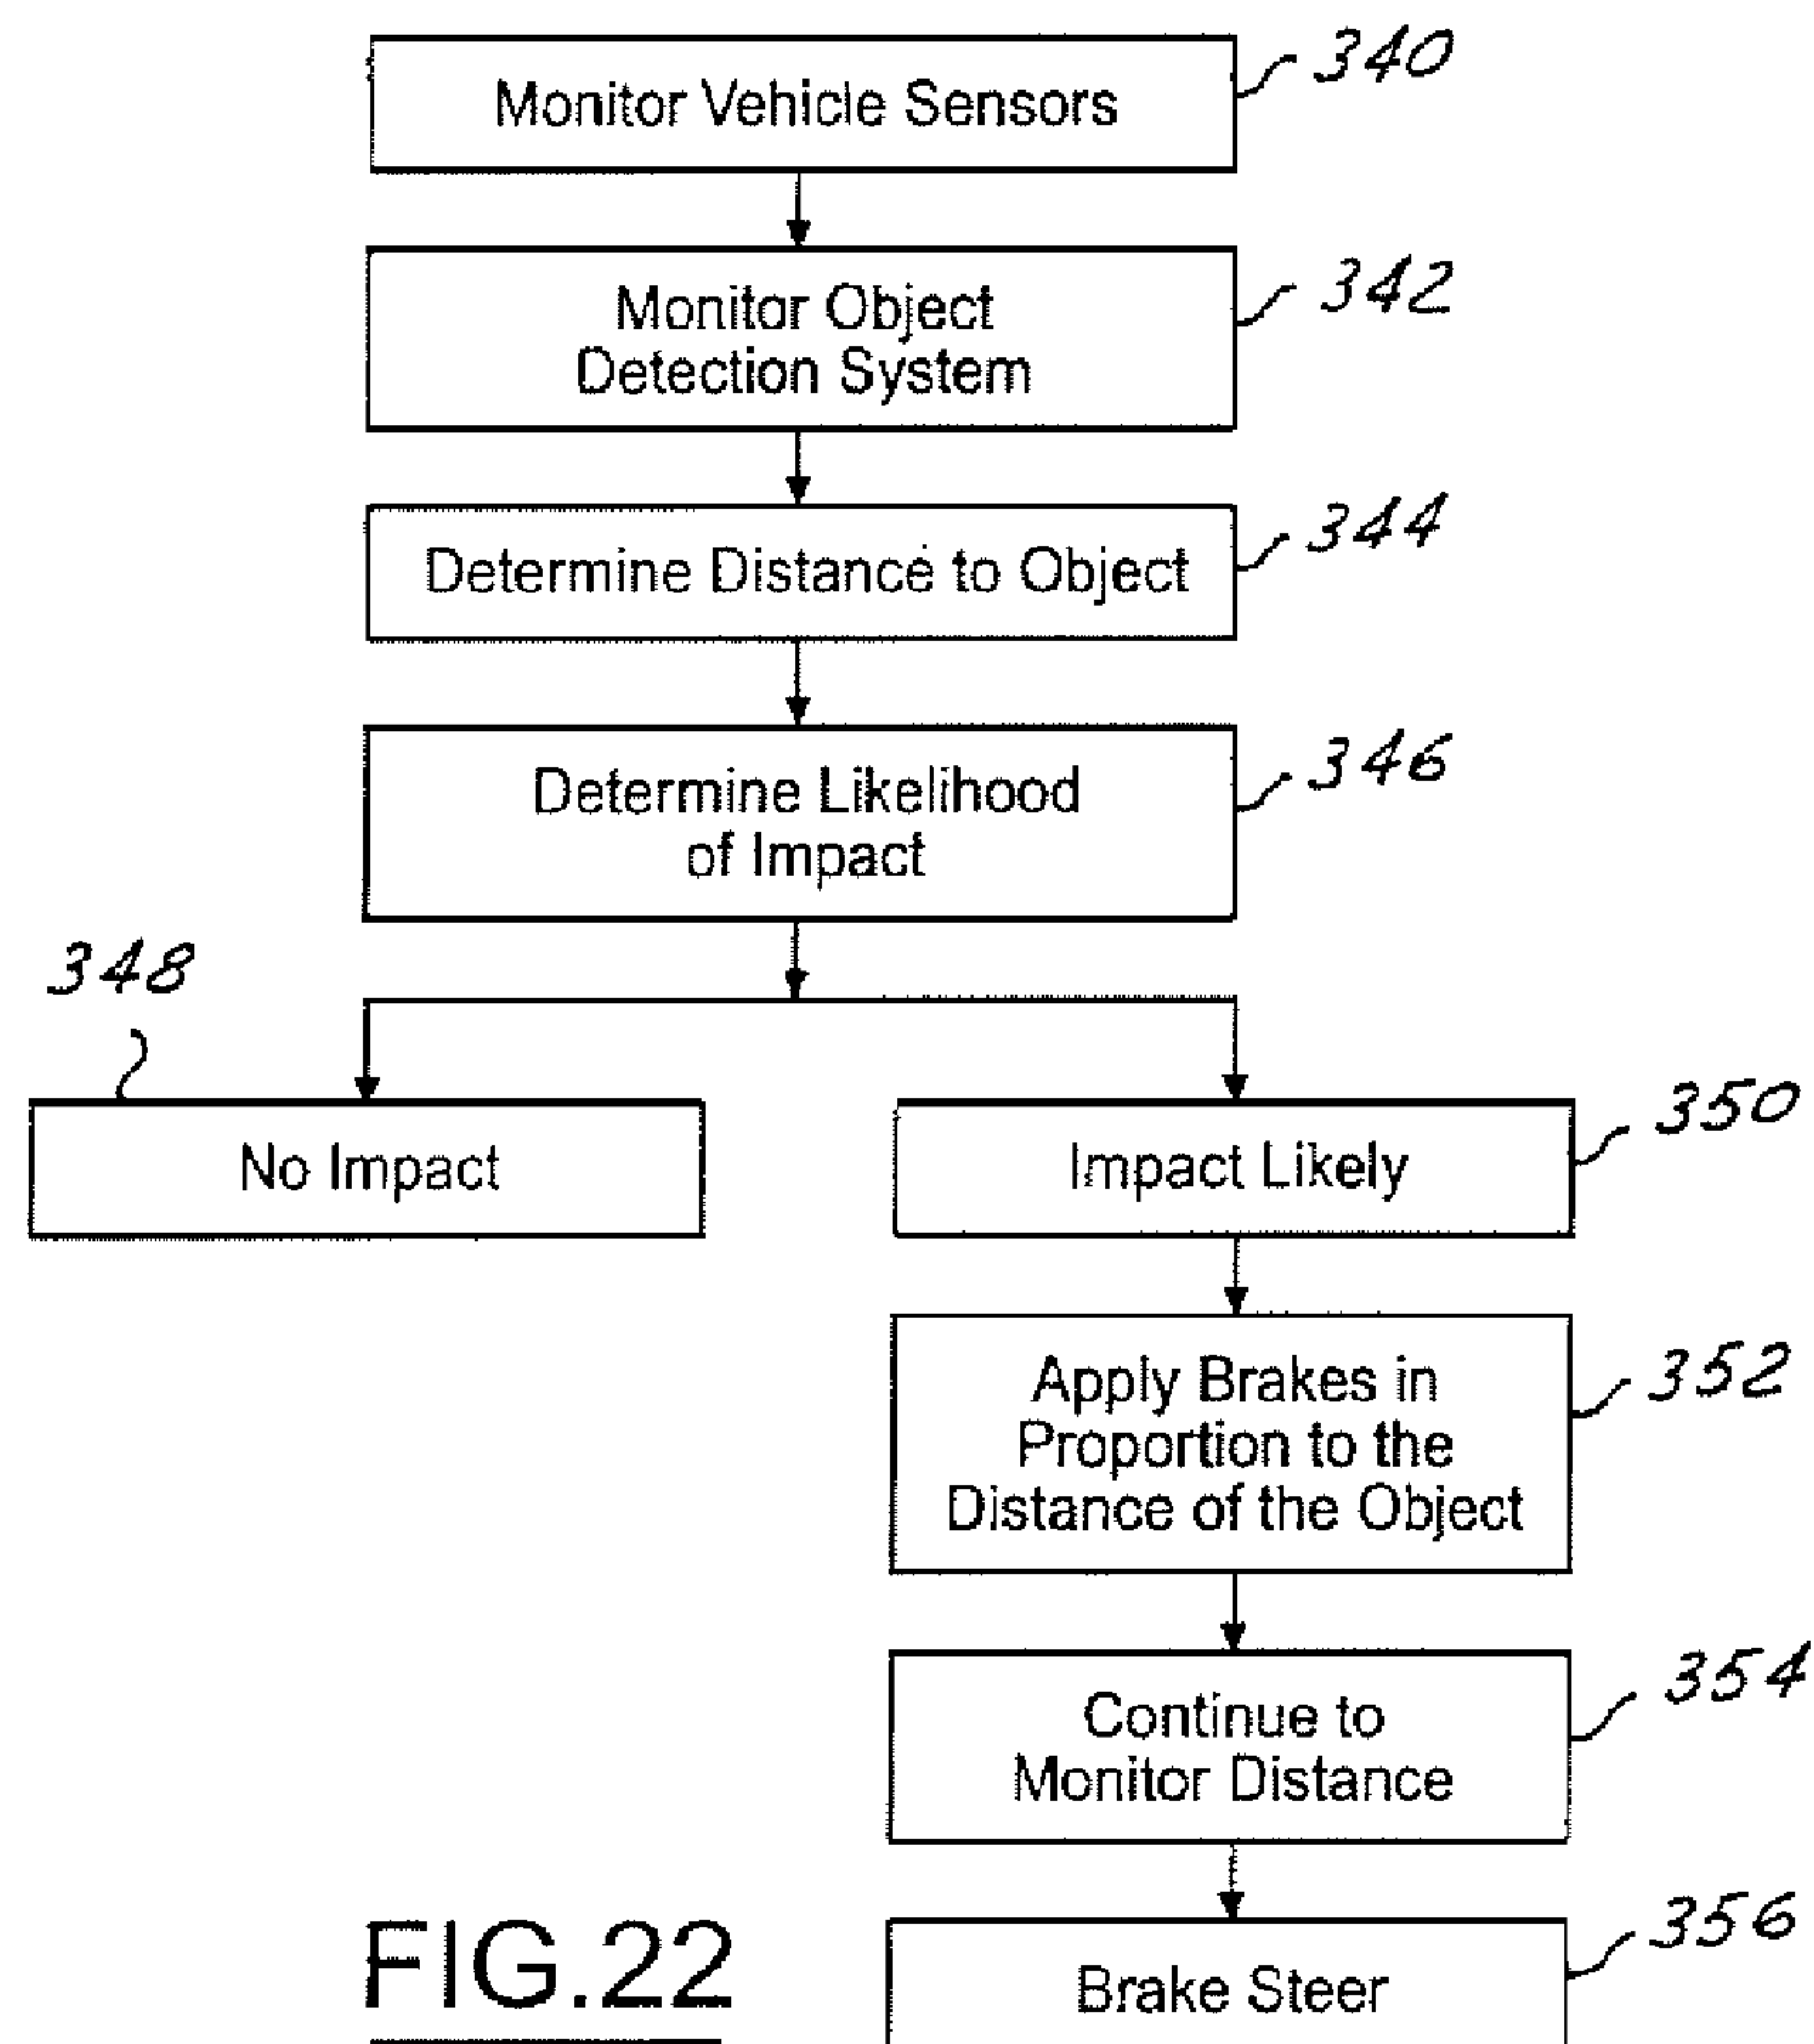 Monitor Vehicle Sensors
340
Monitor Object
Detection System
342
Determine Distance to Object
344
Determine Likelihood
of Impact
346
348
No Impact
Impact Likely
350
Apply Brakes in
Proportion to the
Distance of the Object
352
Continue to
Monitor Distance
354
Brake Steer
356
FIG.22